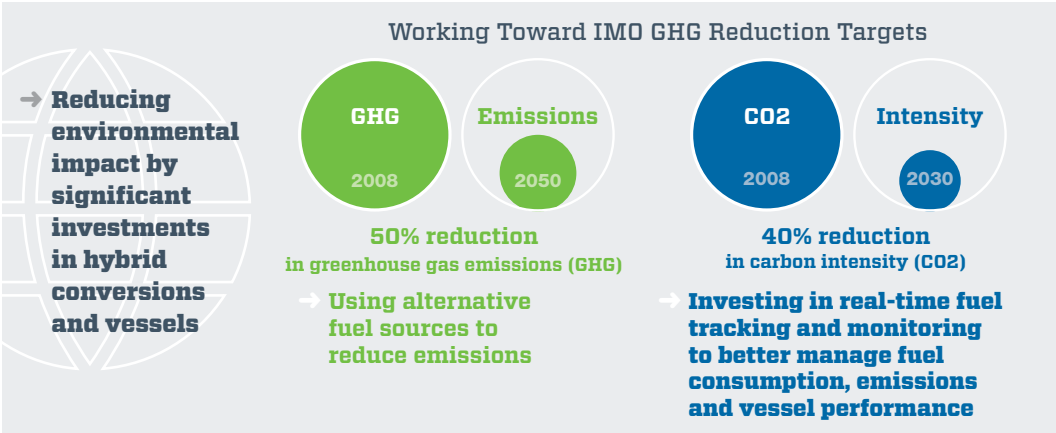 Working Toward IMO GHG Reduction Targets
→ Reducing
environmental
impact by
significant
investments
in hybrid
conversions
and vessels
GHG
2008
Emissions
2050
50% reduction
in greenhouse gas emissions (GHG)
→ Using alternative
fuel sources to
reduce emissions
CO2
2008
Intensity
2030
40% reduction
in carbon intensity (CO2)
→ Investing in real-time fuel
tracking and monitoring
to better manage fuel
consumption, emissions
and vessel performance